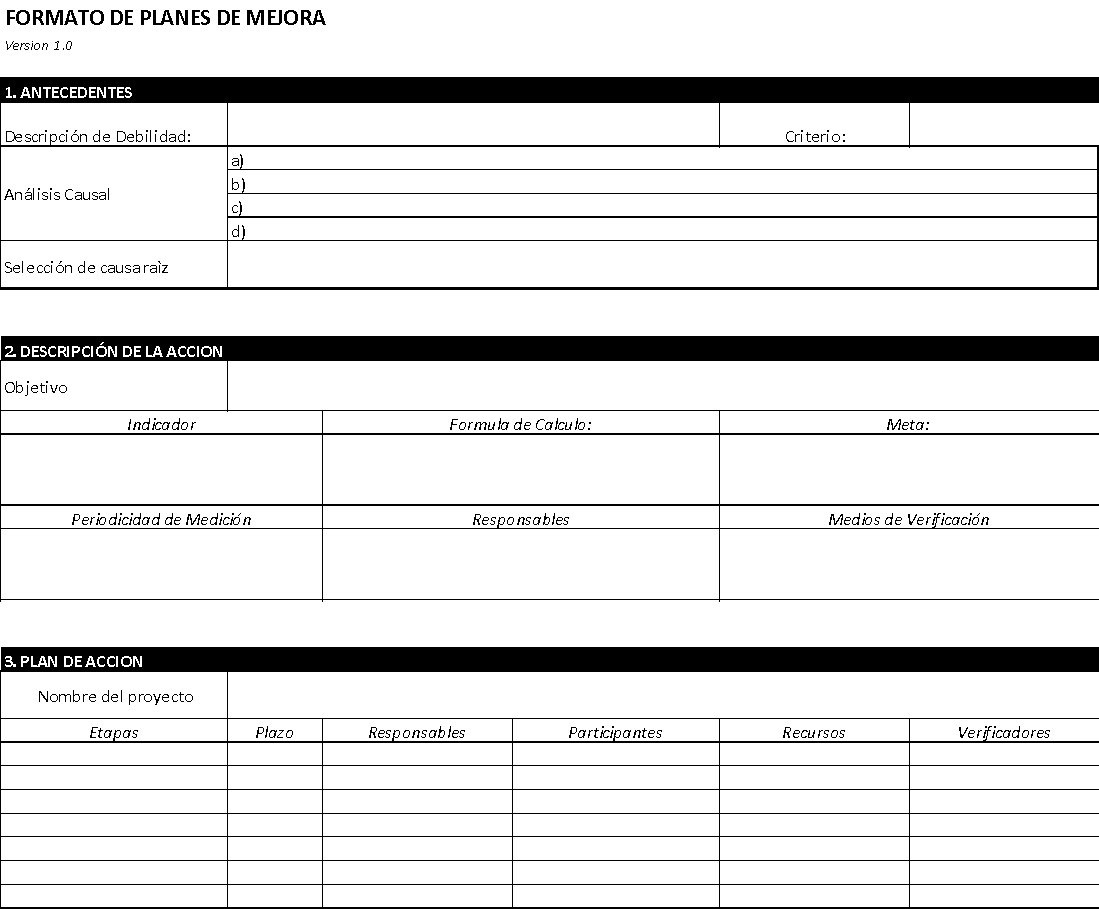 FORMATO DE PLANES DE MEJORA
Version 1.0
1. ANTECEDENTES
Descripción de Debilidad:
Criterio:
Análisis Causal
a)
b)
c)
d)
Selección de causa raìz
2. DESCRIPCIÓN DE LA ACCION
Objetivo
Indicador
Formula de Calculo:
Meta:
Periodicidad de Medición
Responsables
Medios de Verificación
3. PLAN DE ACCION
Nombre del proyecto
Etapas
Plazo
Responsables
Participantes
Recursos
Verificadores